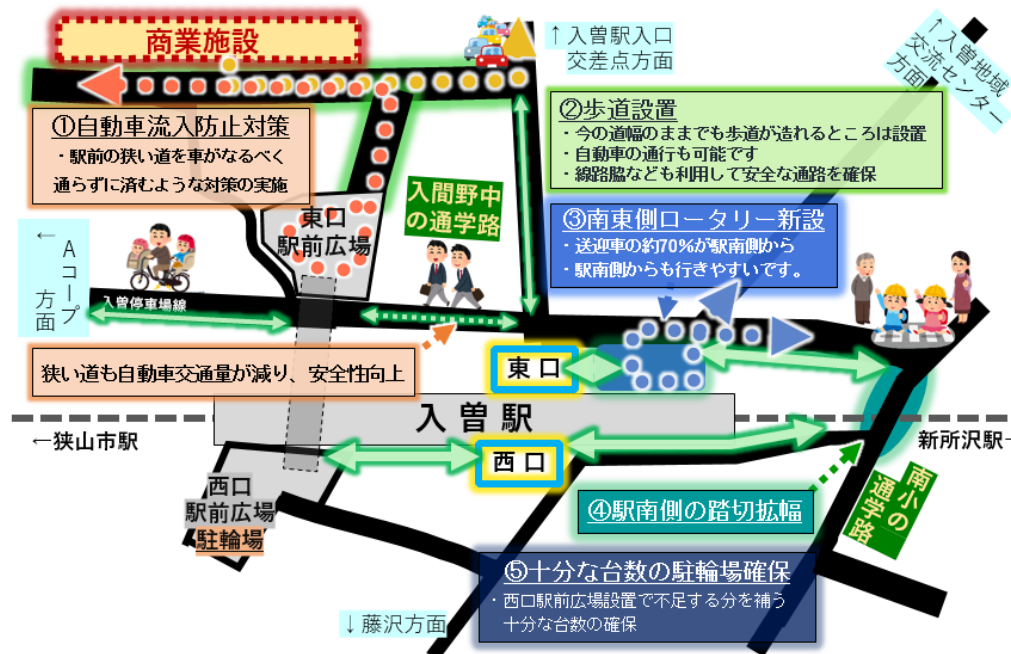 商業施設
↑入曽駅入口
交差点方面
↑入曽地域
交流センター
方面
①自動車流入防止対策
・駅前の狭い道を車がなるべく
通らずに済むような対策の実施
②歩道設置
・今の道幅のままでも歩道が造れるところは設置
・自動車の通行も可能です
・線路脇なども利用して安全な通路を確保
入間野中
の通学路
③南東側ロータリー新設
・送迎車の約70%が駅南側から
・駅南側からも行きやすいです。
東口
駅前広場
←Aコープ
方面
入曽停車場線
狭い道も自動車交通量が減り、安全性向上
東口
入曽駅
←狭山市駅
新所沢駅→
西口
西口
駅前広場
駐輪場
④駅南側の踏切拡幅
南小の
通学路
⑤十分な台数の駐輪場確保
・西口駅前広場設置で不足する分を補う
十分な台数の確保
↓藤沢方面